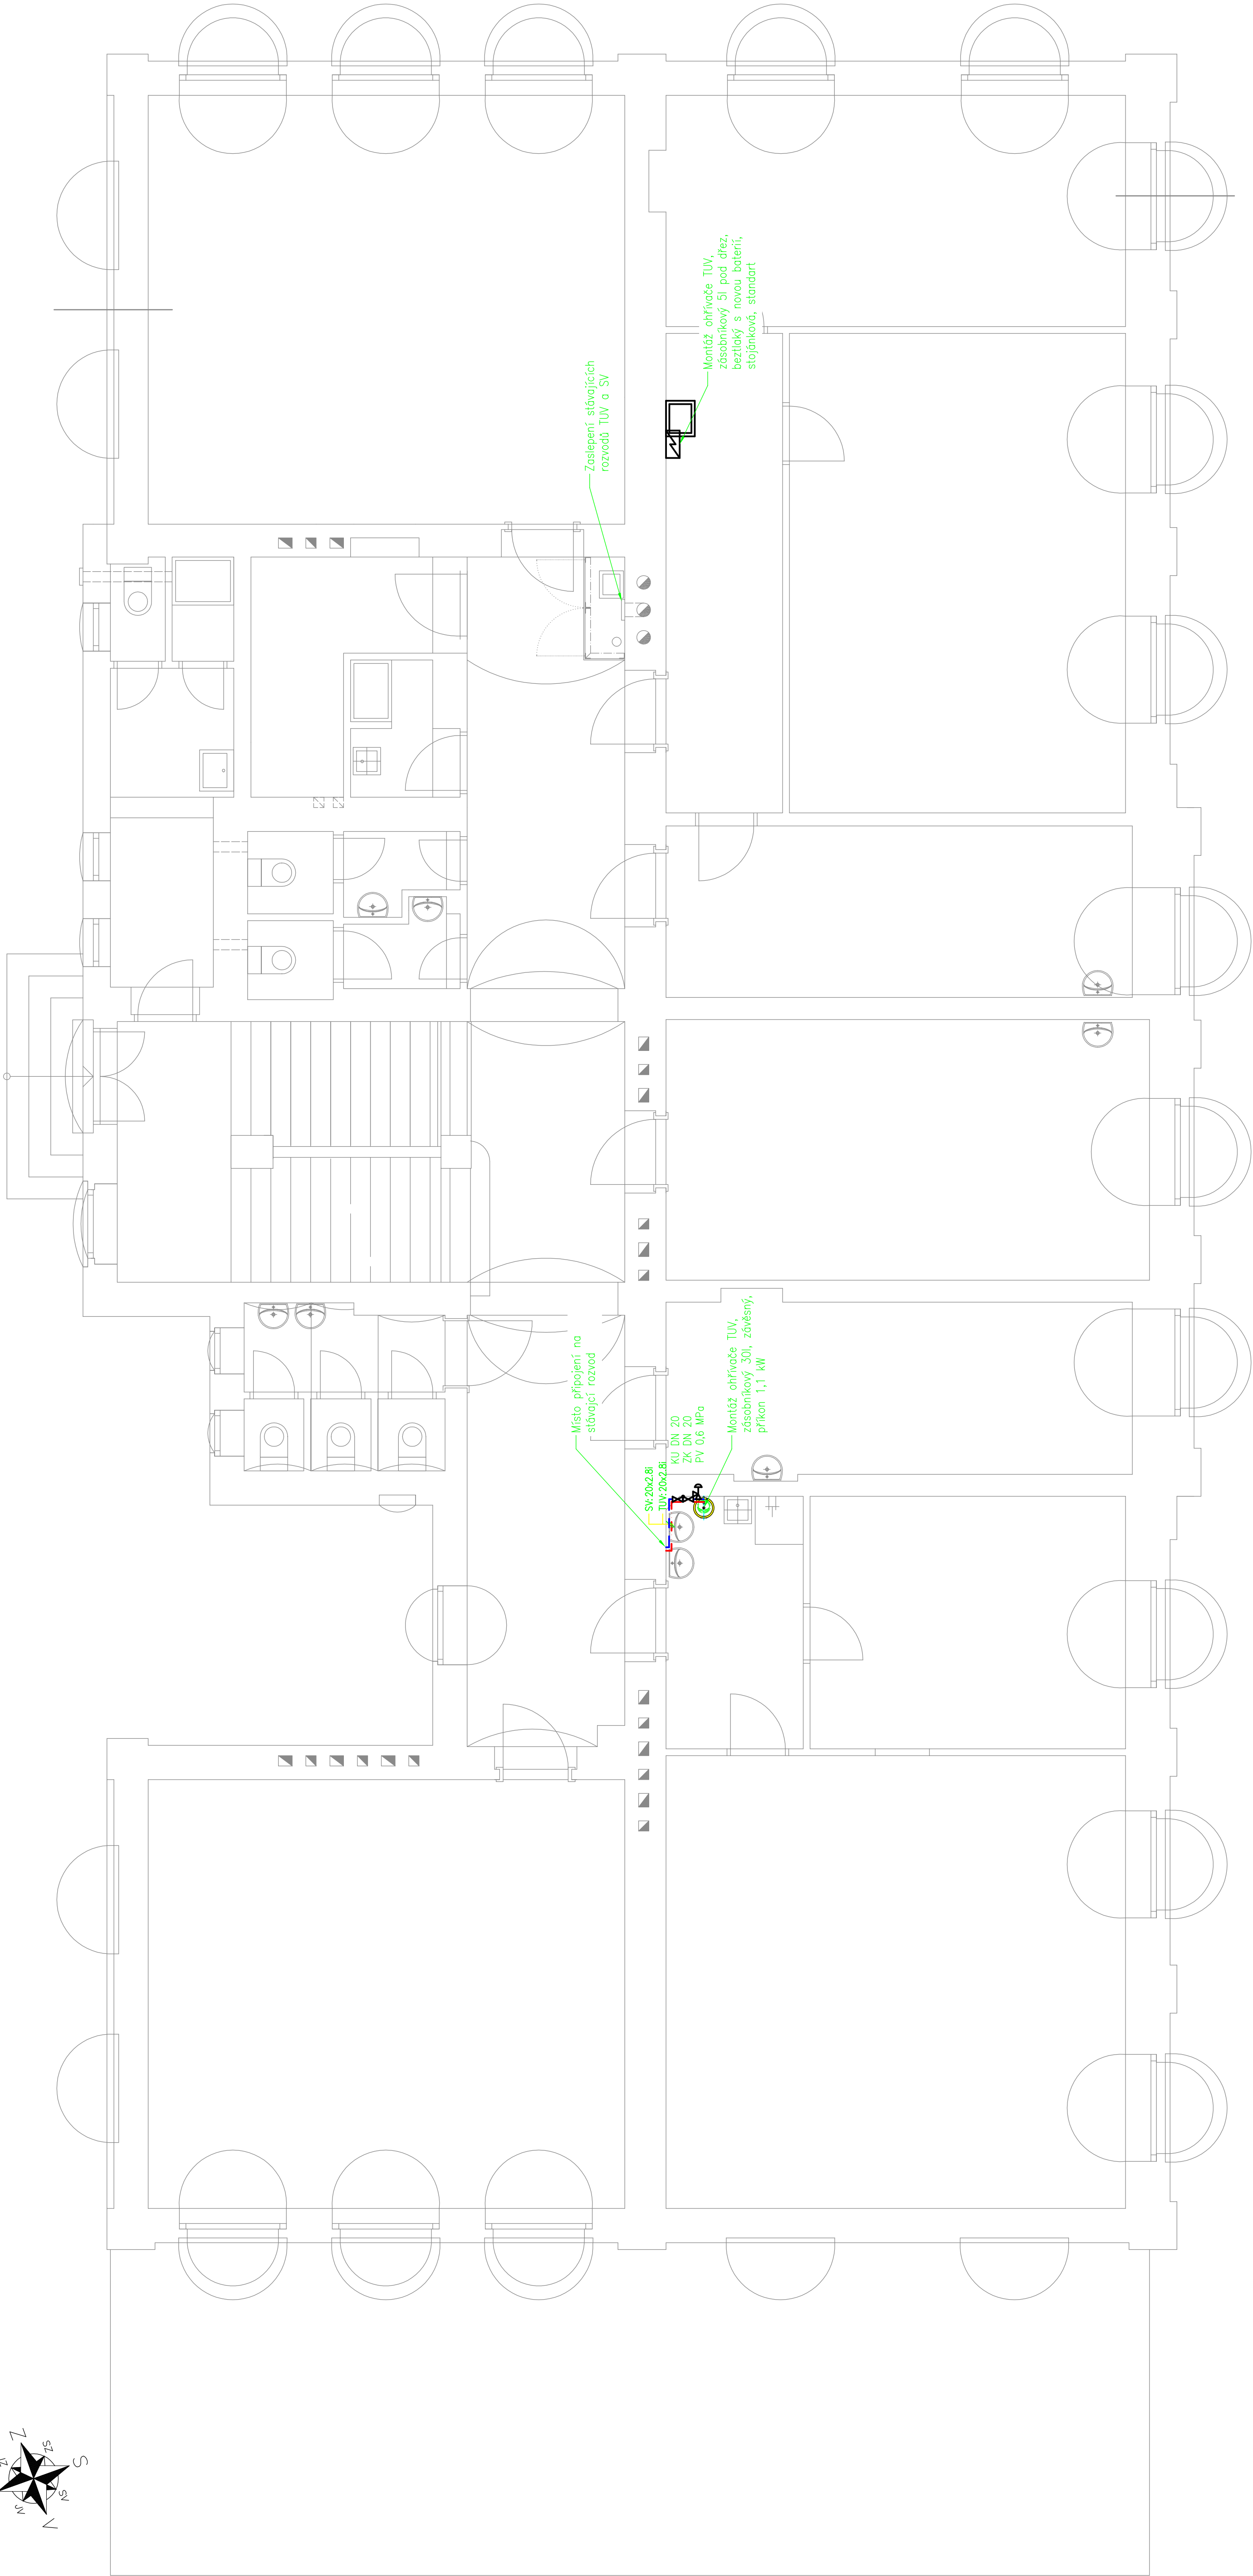 Montáž ohřívače TUV,
zásobníkový 5l pod dřez,
beztlaký s novou baterií,
stojánková, standart
Zaslepení stávajících
rozvodů TUV a SV
Místo připojení na
stávající rozvod
SV:20x2.8i
TUV:20x2.8i
KU DN 20
ZK DN 20
PV 0,6 MPa
Montáž ohřívače TUV,
zásobníkový 30l, závěsný,
příkon 1,1 kW
Z
SZ
S
SV
V
JV
JZ